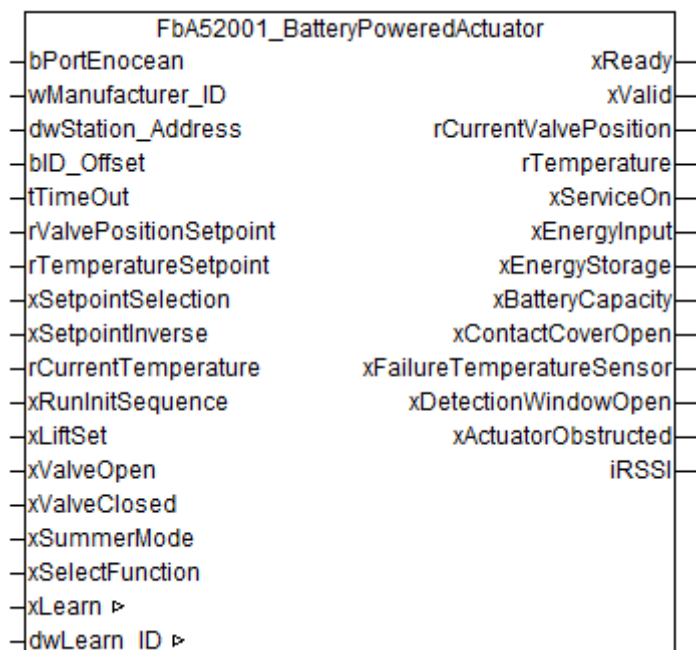 FbA52001_BatteryPoweredActuator
bPortEnocean xReady
wManufacturer_ID xValid
dwStation_Address rCurrentValvePosition
bID_Offset rTemperature
tTimeOut xServiceOn
rValvePositionSetpoint xEnergyInput
rTemperatureSetpoint xEnergyStorage
xSetpointSelection xBatteryCapacity
xSetpointInverse xContactCoverOpen
rCurrentTemperature xFailureTemperatureSensor
xRunInitSequence xDetectionWindowOpen
xLiftSet xActuatorObstructed
xValveOpen iRSSI
xValveClosed
xSummerMode
xSelectFunction
xLearn ▹
dwLearn_ID ▹